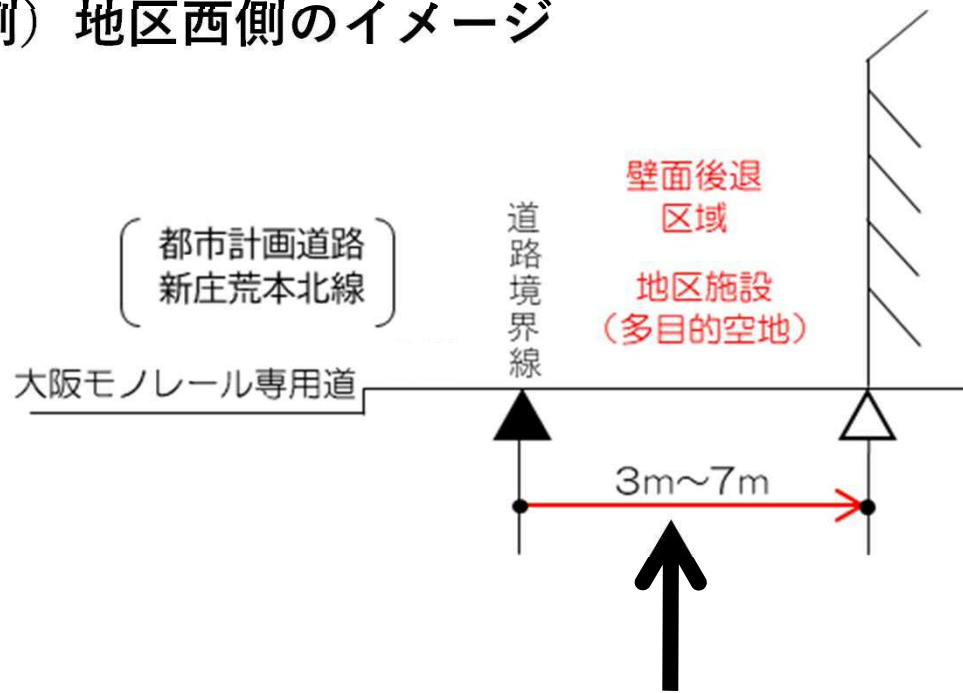 例）地区西側のイメージ
壁面後退
区域
地区施設
（多目的空地）
道路境界線
都市計画道路
新庄荒本北線
大阪モノレール専用道
3m～7m